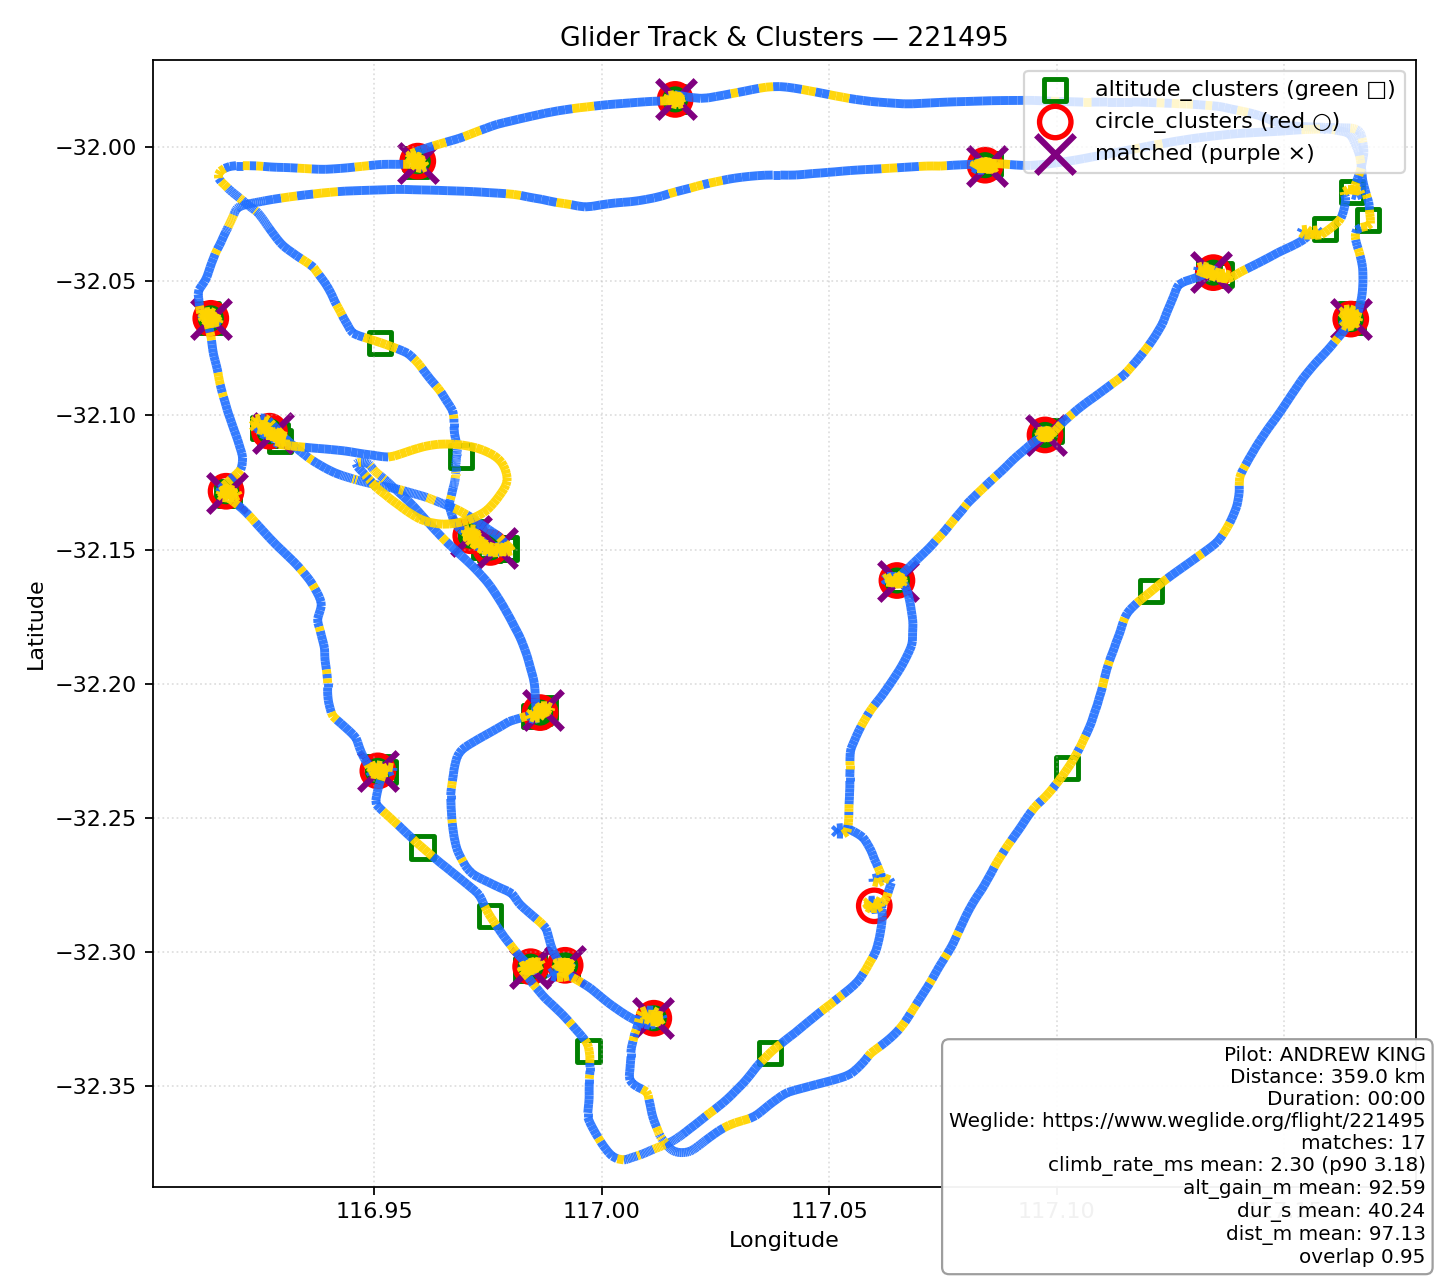 Glider Track & Clusters — 221495
altitude_clusters (green □)
circle_clusters (red ○)
matched (purple ×)
Latitude
−32.00
−32.05
−32.10
−32.15
−32.20
−32.25
−32.30
−32.35
116.95
117.00
117.05
117.10
Longitude
Pilot: ANDREW KING
Distance: 359.0 km
Duration: 00:00
Weglide: https://www.weglide.org/flight/221495
matches: 17
climb_rate_ms mean: 2.30 (p90 3.18)
alt_gain_m mean: 92.59
dur_s mean: 40.24
dist_m mean: 97.13
overlap 0.95